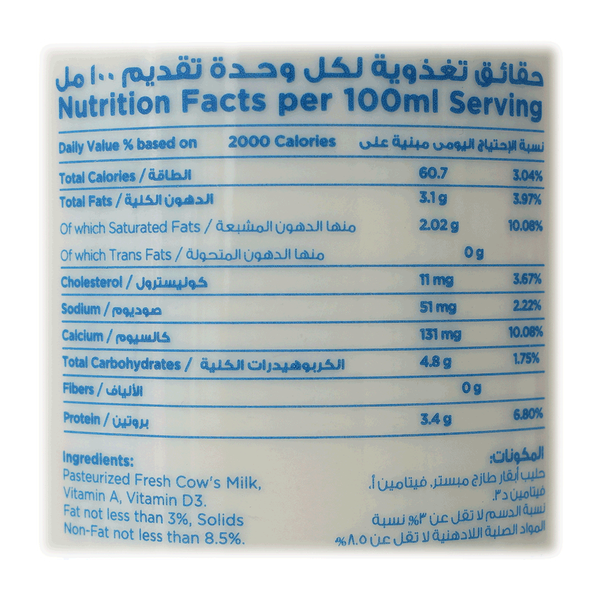 حقائق تغذوية لكل وحدة تقديم ١٠٠ مل
Nutrition Facts per 100ml Serving
Daily Value % based on 2000 Calories نسبة الإحتياج اليومى مبنية على
Total Calories / الطاقة 60.7 3.04%
Total Fats / الدهون الكلية 3.1 g 3.97%
Of which Saturated Fats / منها الدهون المشبعة 2.02 g 10.08%
Of which Trans Fats / منها الدهون المتحولة 0 g
Cholesterol / كوليسترول 11 mg 3.67%
Sodium / صوديوم 51 mg 2.22%
Calcium / كالسيوم 131 mg 10.08%
Total Carbohydrates / الكربوهيدرات الكلية 4.8 g 1.75%
Fibers / الألياف 0 g
Protein / بروتين 3.4 g 6.80%
Ingredients:
Pasteurized Fresh Cow's Milk,
Vitamin A, Vitamin D3.
Fat not less than 3%, Solids
Non-Fat not less than 8.5%.
المكونات:
حليب أبقار طازج مبستر، فيتامين أ،
فيتامين د٣.
نسبة الدسم لا تقل عن ٣% نسبة
المواد الصلبة اللادهنية لا تقل عن ٨.٥%